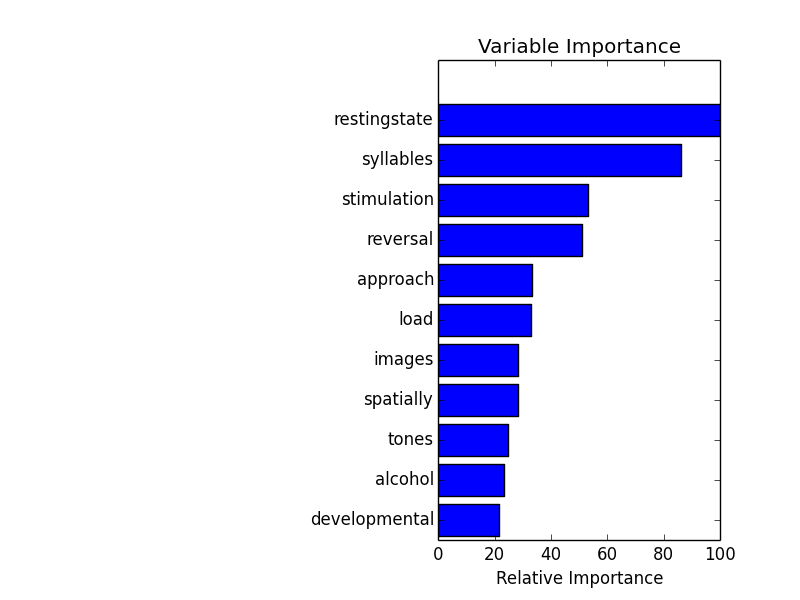 Variable Importance
restingstate
syllables
stimulation
reversal
approach
load
images
spatially
tones
alcohol
developmental
0 20 40 60 80 100
Relative Importance